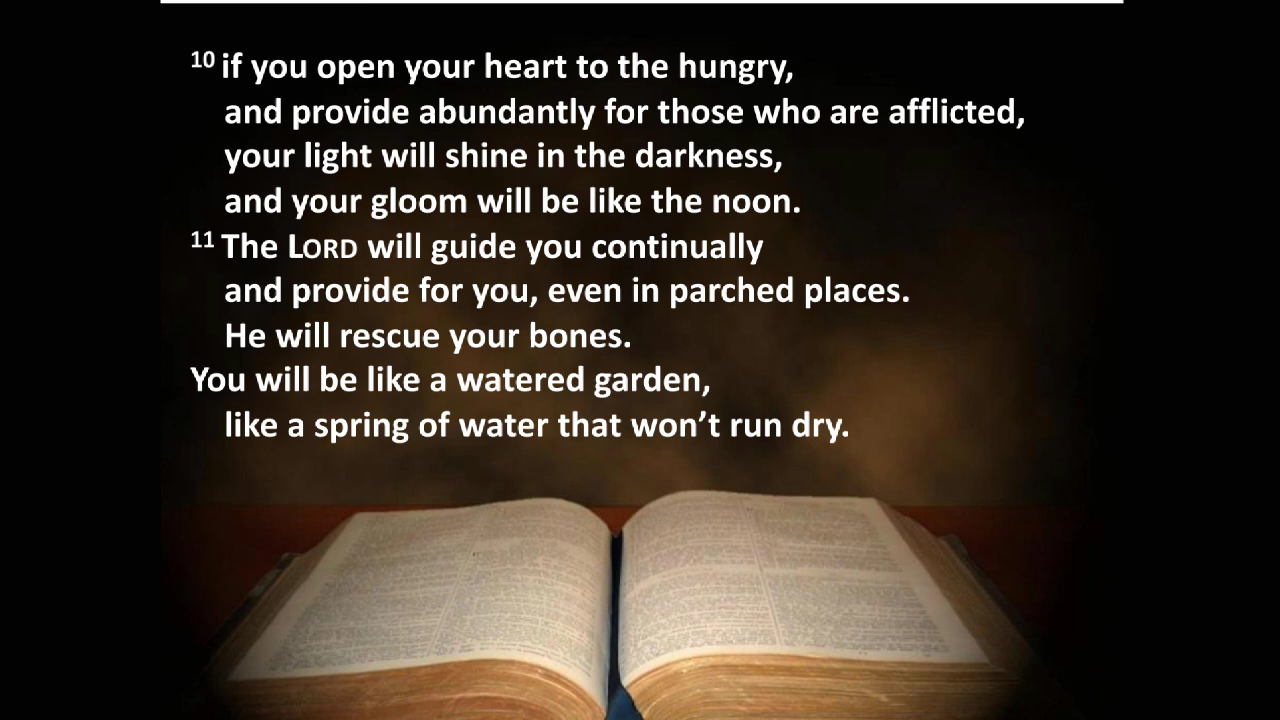 10 if you open your heart to the hungry,
and provide abundantly for those who are afflicted,
your light will shine in the darkness,
and your gloom will be like the noon.
11 The LORD will guide you continually
and provide for you, even in parched places.
He will rescue your bones.
You will be like a watered garden,
like a spring of water that won’t run dry.